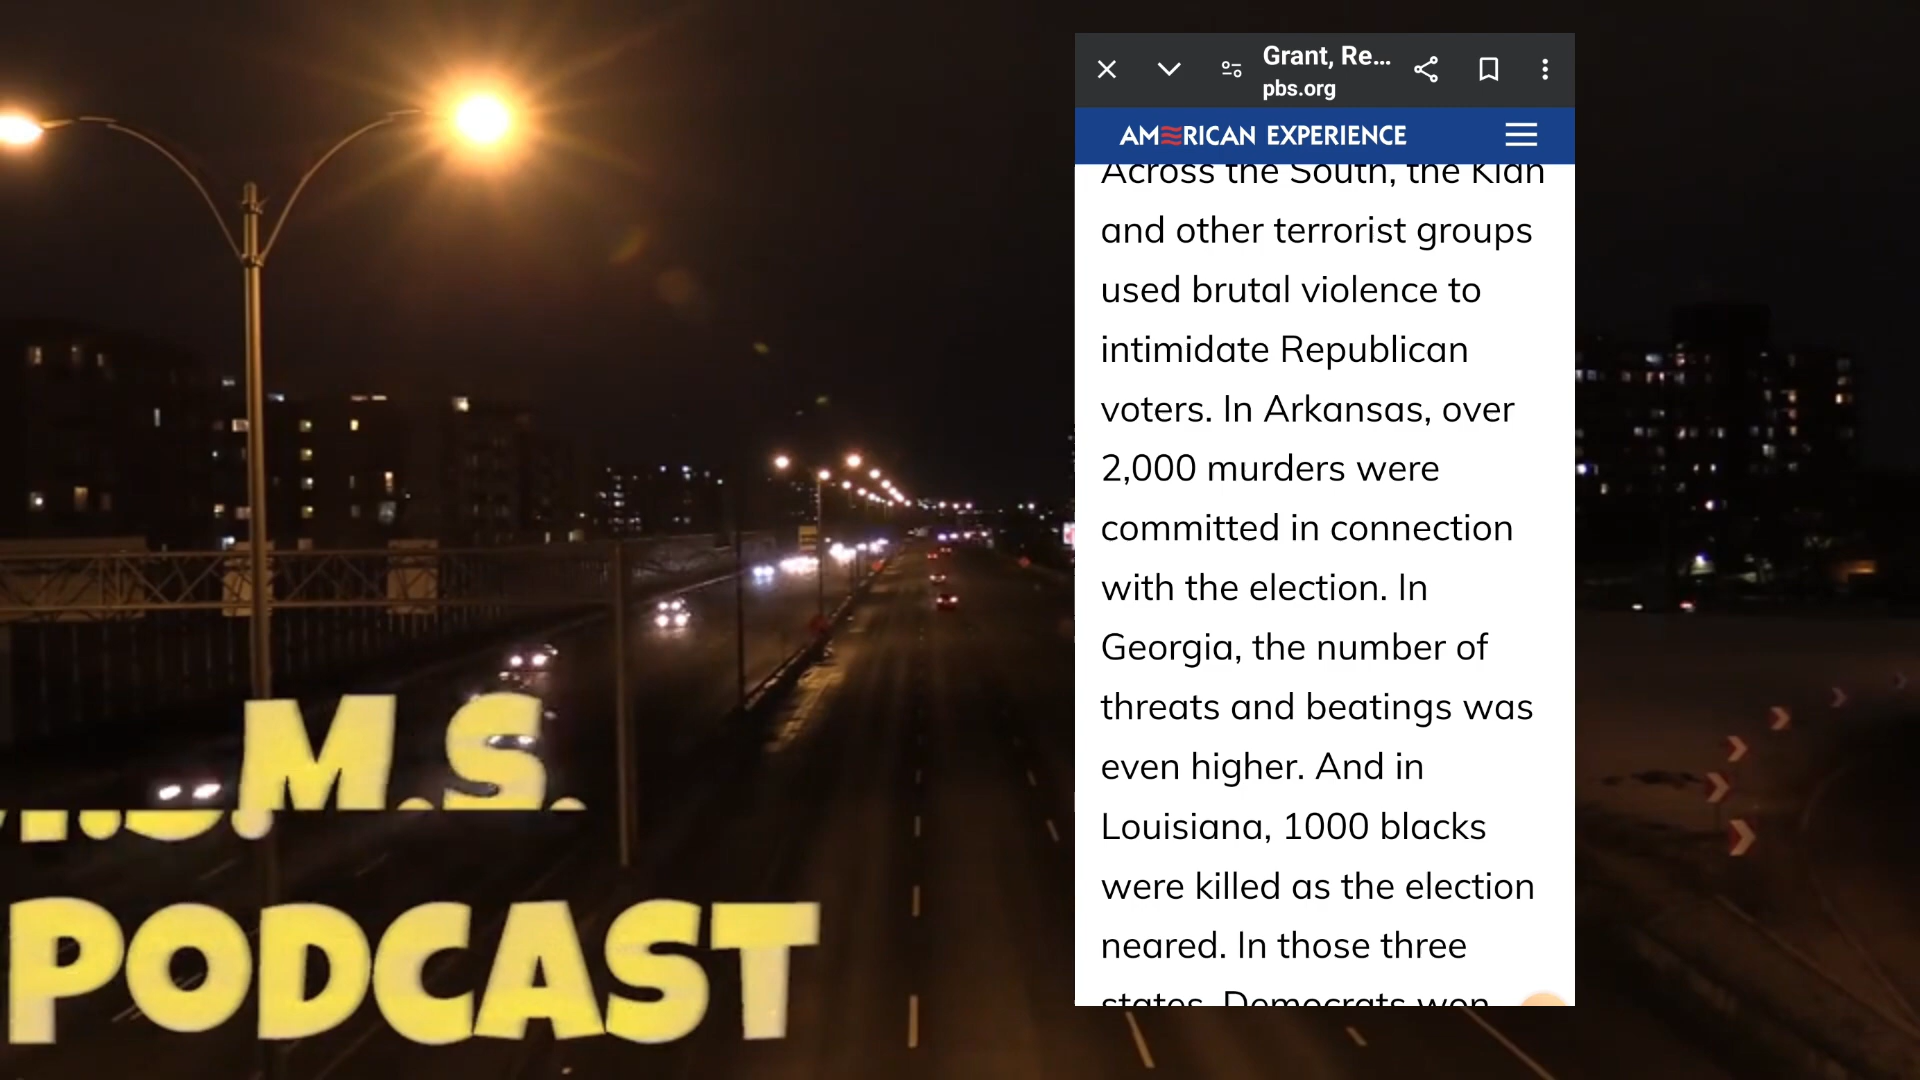 Grant, Re...
pbs.org
AMERICAN EXPERIENCE
Across the South, the Klan
and other terrorist groups
used brutal violence to
intimidate Republican
voters. In Arkansas, over
2,000 murders were
committed in connection
with the election. In
Georgia, the number of
threats and beatings was
even higher. And in
Louisiana, 1000 blacks
were killed as the election
neared. In those three
states, Democrats won
M.S.
PODCAST